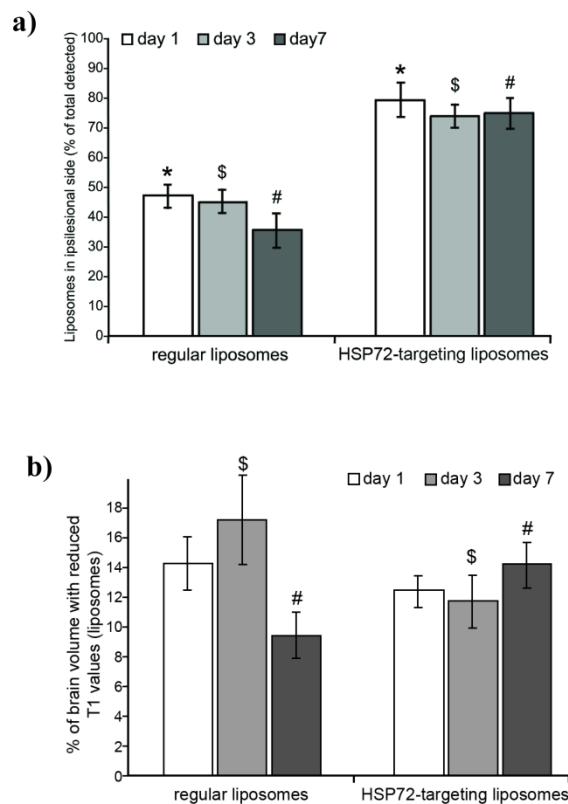 a)
day 1 day 3 day7
Liposomes in ipsilesional side (% of total detected)
100
90
80
70
60
50
40
30
20
10
0
* $ # * $ #
regular liposomes HSP72-targeting liposomes
b)
day 1 day 3 day 7
% of brain volume with reduced
T1 values (liposomes)
18
16
14
12
10
8
6
4
2
0
$ # $ #
regular liposomes HSP72-targeting liposomes